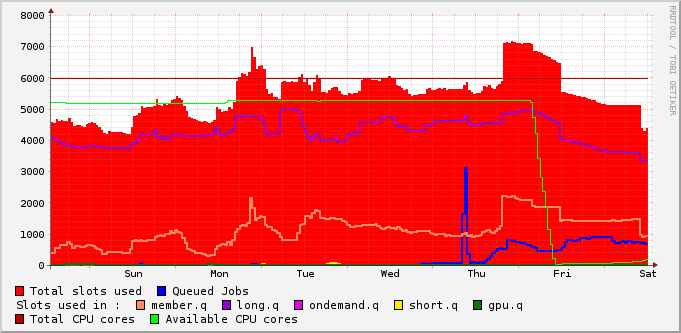 8000
7000
6000
5000
4000
3000
2000
1000
0
Sun Mon Tue Wed Thu Fri Sat
RRDTOOL / TOBI OETIKER
Total slots used Queued Jobs
Slots used in : member.q long.q ondemand.q short.q gpu.q
Total CPU cores Available CPU cores